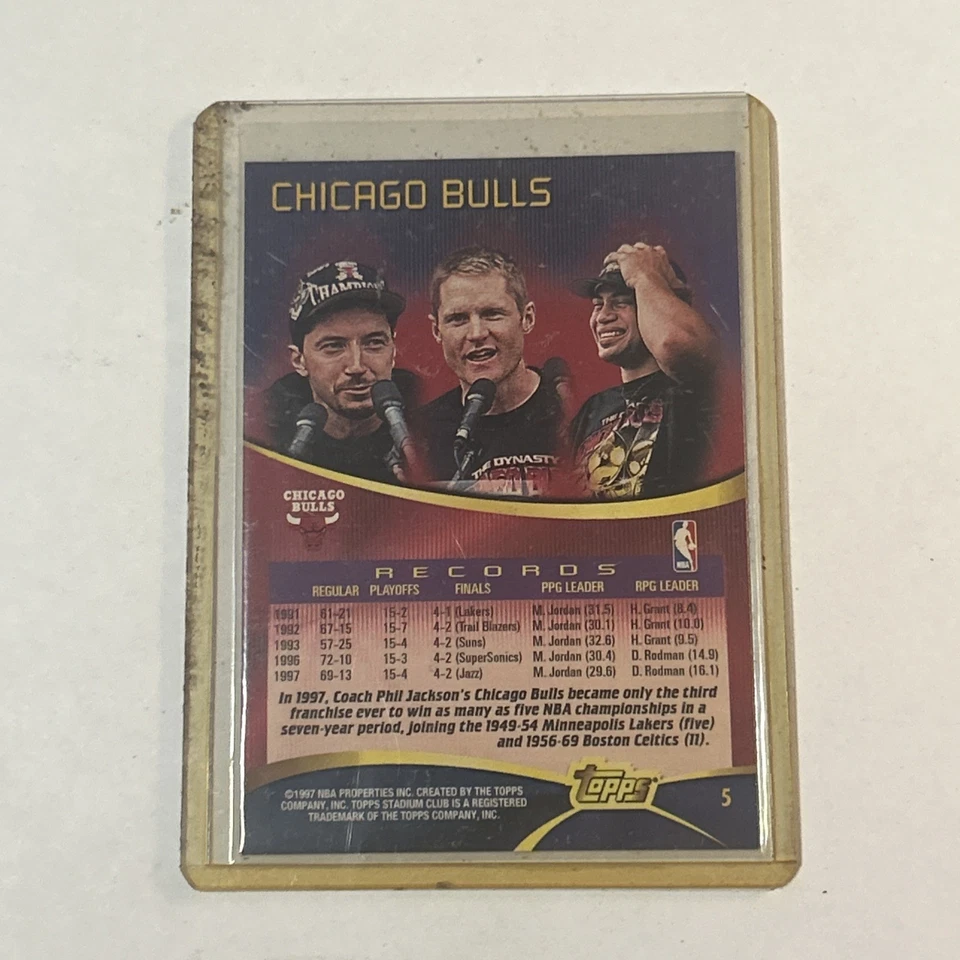 CHICAGO BULLS
CHAMPIONS
THE DYNASTY
CHICAGO
BULLS
NBA
RECORDS
REGULAR PLAYOFFS FINALS PPG LEADER RPG LEADER
1991 61-21 15-2 4-1 (Lakers) M. Jordan (31.5) H. Grant (8.4)
1992 67-15 15-7 4-2 (Trail Blazers) M. Jordan (30.1) H. Grant (10.0)
1993 57-25 15-4 4-2 (Suns) M. Jordan (32.6) H. Grant (9.5)
1996 72-10 15-3 4-2 (SuperSonics) M. Jordan (30.4) D. Rodman (14.9)
1997 69-13 15-4 4-2 (Jazz) M. Jordan (29.6) D. Rodman (16.1)
In 1997, Coach Phil Jackson's Chicago Bulls became only the third
franchise ever to win as many as five NBA championships in a
seven-year period, joining the 1949-54 Minneapolis Lakers (five)
and 1956-69 Boston Celtics (11).
Topps
©1997 NBA PROPERTIES INC. CREATED BY THE TOPPS
COMPANY, INC. TOPPS STADIUM CLUB IS A REGISTERED
TRADEMARK OF THE TOPPS COMPANY, INC.
5